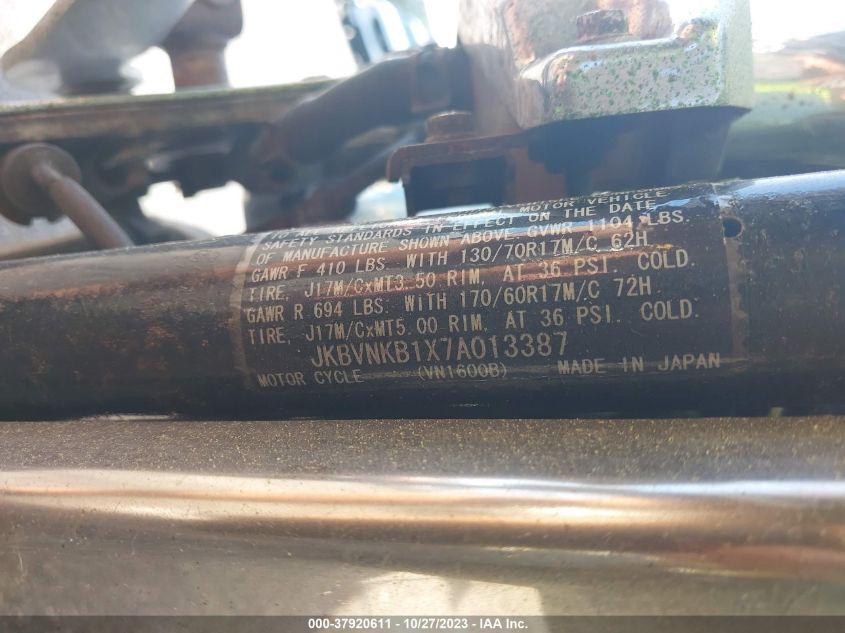 MOTOR VEHICLE
SAFETY STANDARDS IN EFFECT ON THE DATE
OF MANUFACTURE SHOWN ABOVE. GVWR 1104 LBS.
GAWR F 410 LBS. WITH 130/70R17M/C 62H
TIRE, J17M/CxMT3.50 RIM, AT 36 PSI. COLD.
GAWR R 694 LBS. WITH 170/60R17M/C 72H
TIRE, J17M/CxMT5.00 RIM, AT 36 PSI. COLD.
JKBVNKB1X7A013387
MOTOR CYCLE (VN1600B) MADE IN JAPAN
000-37920611 - 10/27/2023 - IAA Inc.